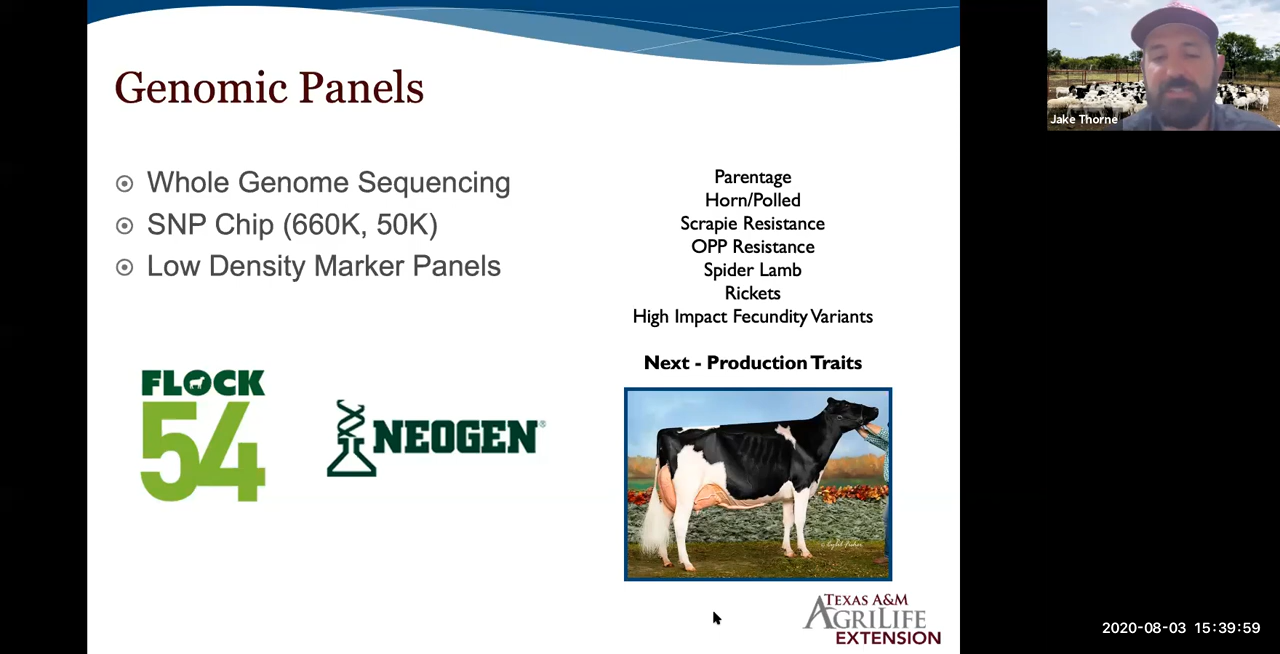 Genomic Panels
Whole Genome Sequencing
SNP Chip (660K, 50K)
Low Density Marker Panels
Parentage
Horn/Polled
Scrapie Resistance
OPP Resistance
Spider Lamb
Rickets
High Impact Fecundity Variants
Next - Production Traits
FLOCK
54
NEOGEN®
TEXAS A&M
AGRILIFE
EXTENSION
Jake Thorne
2020-08-03 15:39:59